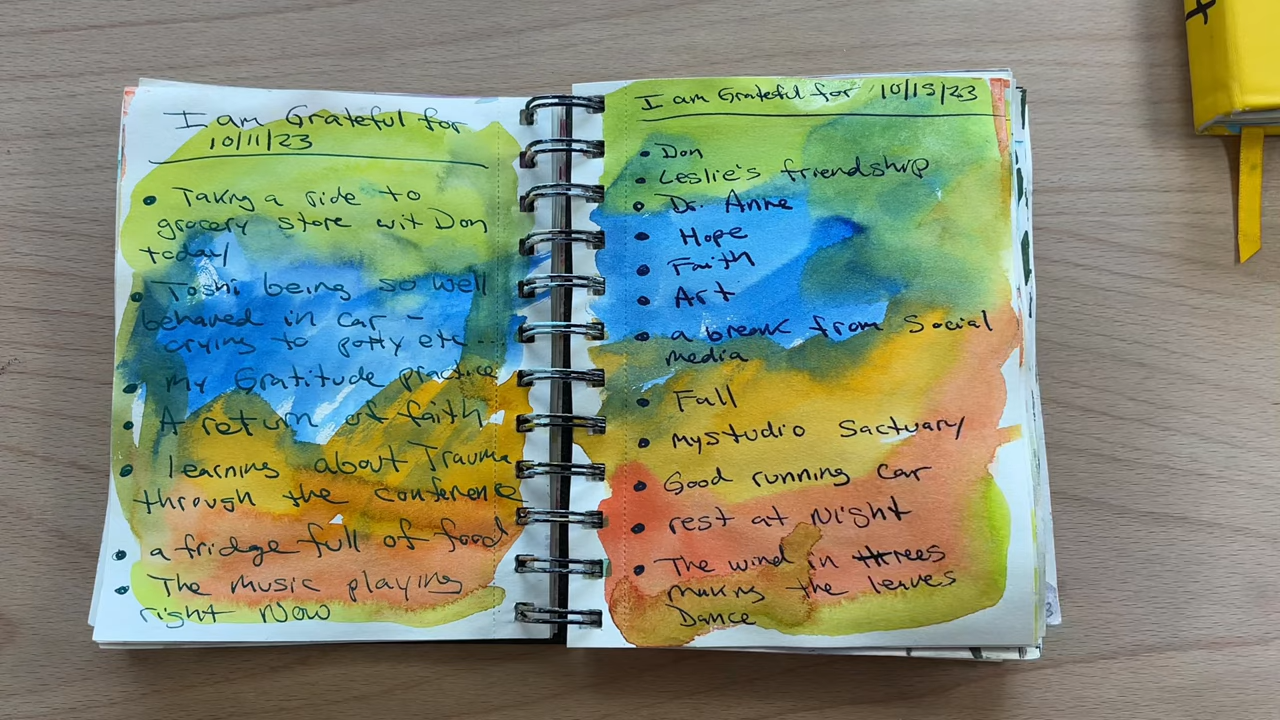 I am Grateful for
10/11/23
• Taking a ride to
grocery store wit Don
today
• Toshi being so well
behaved in car -
crying to potty etc...
• my Gratitude practice
• A return of faith
• learning about Trauma
through the conference
• a fridge full of food
• The music playing
right Now
I am Grateful for 10/15/23
• Don
• Leslie's friendship
• Dr. Anne
• Hope
• Faith
• Art
• a break from Social
media
• Fall
• My studio Sactuary
• Good running car
• rest at Night
• The wind in trees
making the leaves
Dance